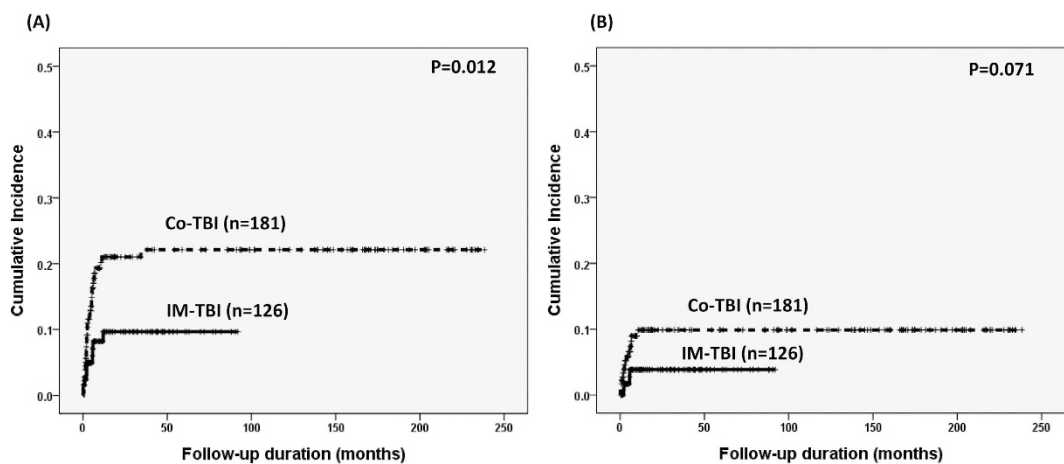 (A)
P=0.012
0.5
0.4
0.3
0.2
0.1
0.0
Cumulative Incidence
Co-TBI (n=181)
IM-TBI (n=126)
0 50 100 150 200 250
Follow-up duration (months)
(B)
P=0.071
0.5
0.4
0.3
0.2
0.1
0.0
Cumulative Incidence
Co-TBI (n=181)
IM-TBI (n=126)
0 50 100 150 200 250
Follow-up duration (months)